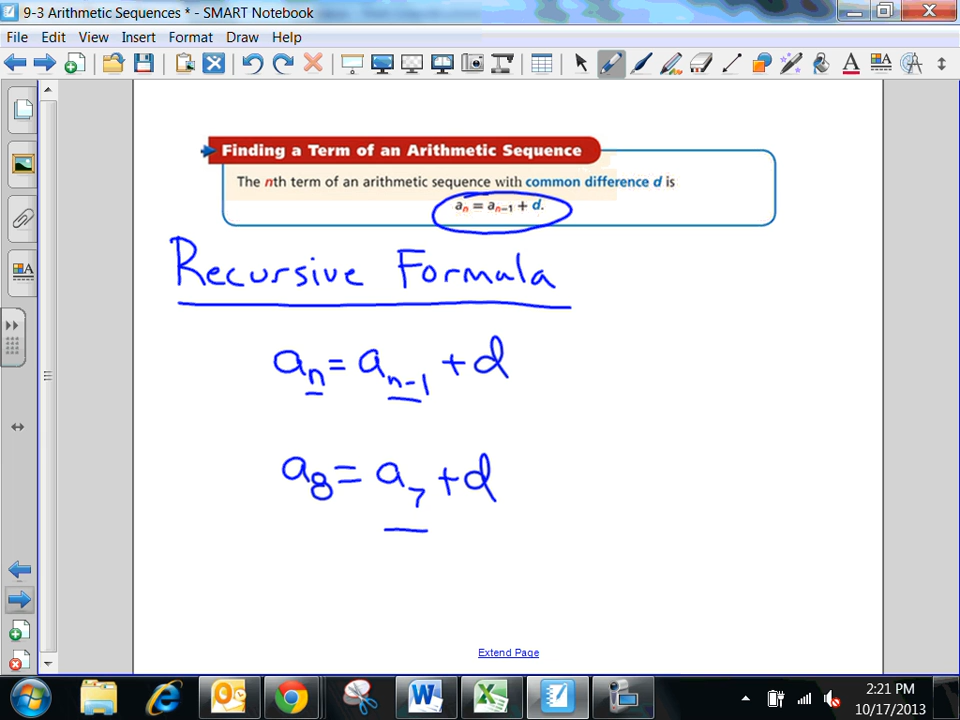 9-3 Arithmetic Sequences * - SMART Notebook
File Edit View Insert Format Draw Help
Finding a Term of an Arithmetic Sequence
The nth term of an arithmetic sequence with common difference d is
aₙ = aₙ₋₁ + d.
Recursive Formula
aₙ = aₙ₋₁ + d
a₈ = a₇ + d
Extend Page
2:21 PM
10/17/2013